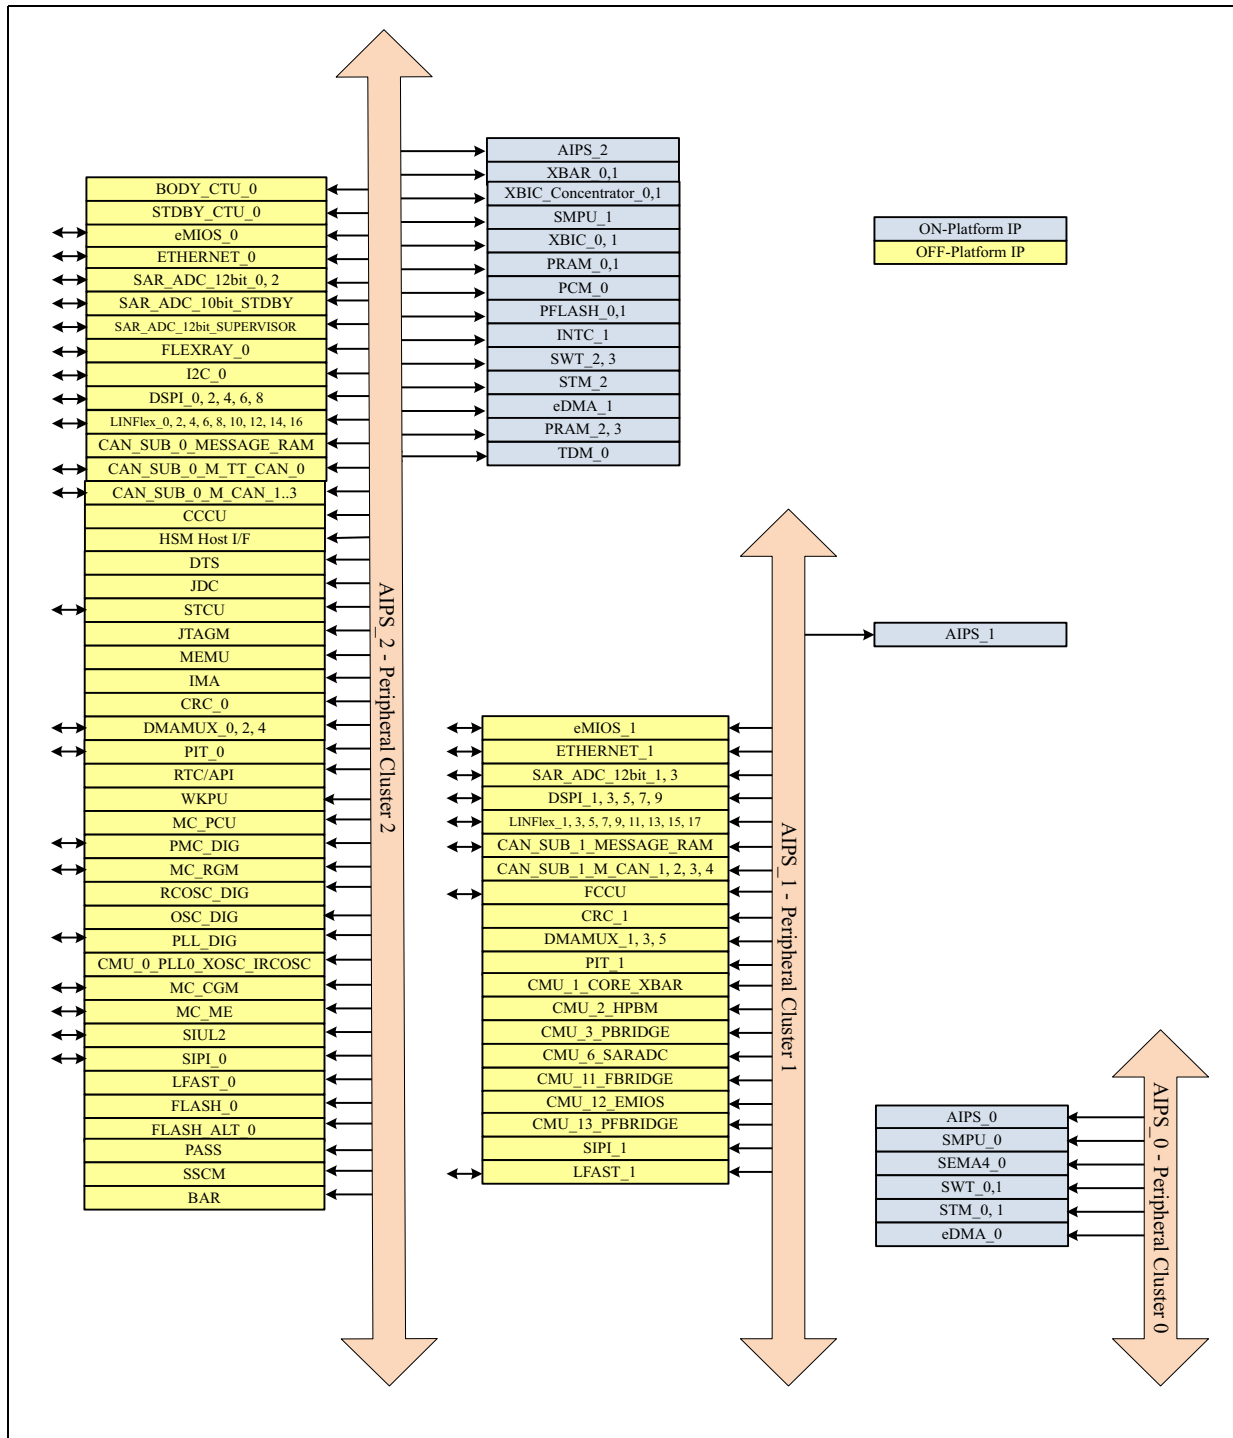 AIPS_2
XBAR_0,1
XBIC_Concentrator_0,1
SMPU_1
XBIC_0, 1
PRAM_0,1
PCM_0
PFLASH_0,1
INTC_1
SWT_2, 3
STM_2
eDMA_1
PRAM_2, 3
TDM_0
BODY_CTU_0
STDBY_CTU_0
eMIOS_0
ETHERNET_0
SAR_ADC_12bit_0, 2
SAR_ADC_10bit_STDBY
SAR_ADC_12bit_SUPERVISOR
FLEXRAY_0
I2C_0
DSPI_0, 2, 4, 6, 8
LINFlex_0, 2, 4, 6, 8, 10, 12, 14, 16
CAN_SUB_0_MESSAGE_RAM
CAN_SUB_0_M_TT_CAN_0
CAN_SUB_0_M_CAN_1..3
CCCU
HSM Host I/F
DTS
JDC
STCU
JTAGM
MEMU
IMA
CRC_0
DMAMUX_0, 2, 4
PIT_0
RTC/API
WKPU
MC_PCU
PMC_DIG
MC_RGM
RCOSC_DIG
OSC_DIG
PLL_DIG
CMU_0_PLL0_XOSC_IRCOSC
MC_CGM
MC_ME
SIUL2
SIPI_0
LFAST_0
FLASH_0
FLASH_ALT_0
PASS
SSCM
BAR
AIPS_2 - Peripheral Cluster 2
ON-Platform IP
OFF-Platform IP
AIPS_1
eMIOS_1
ETHERNET_1
SAR_ADC_12bit_1, 3
DSPI_1, 3, 5, 7, 9
LINFlex_1, 3, 5, 7, 9, 11, 13, 15, 17
CAN_SUB_1_MESSAGE_RAM
CAN_SUB_1_M_CAN_1, 2, 3, 4
FCCU
CRC_1
DMAMUX_1, 3, 5
PIT_1
CMU_1_CORE_XBAR
CMU_2_HPBM
CMU_3_PBRIDGE
CMU_6_SARADC
CMU_11_FBRIDGE
CMU_12_EMIOS
CMU_13_PFBRIDGE
SIPI_1
LFAST_1
AIPS_1 - Peripheral Cluster 1
AIPS_0
SMPU_0
SEMA4_0
SWT_0,1
STM_0, 1
eDMA_0
AIPS_0 - Peripheral Cluster 0